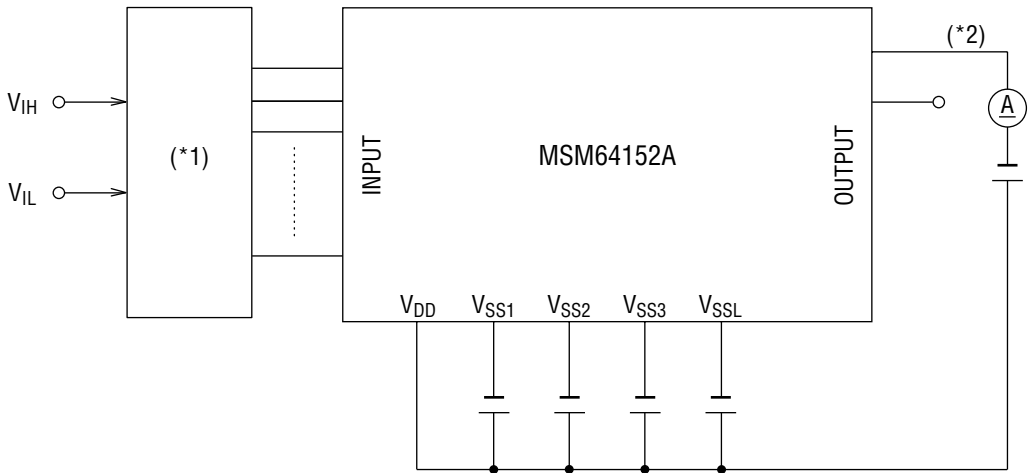 (*2)
V_IH
A
(*1)
INPUT
MSM64152A
OUTPUT
V_IL
V_DD V_SS1 V_SS2 V_SS3 V_SSL